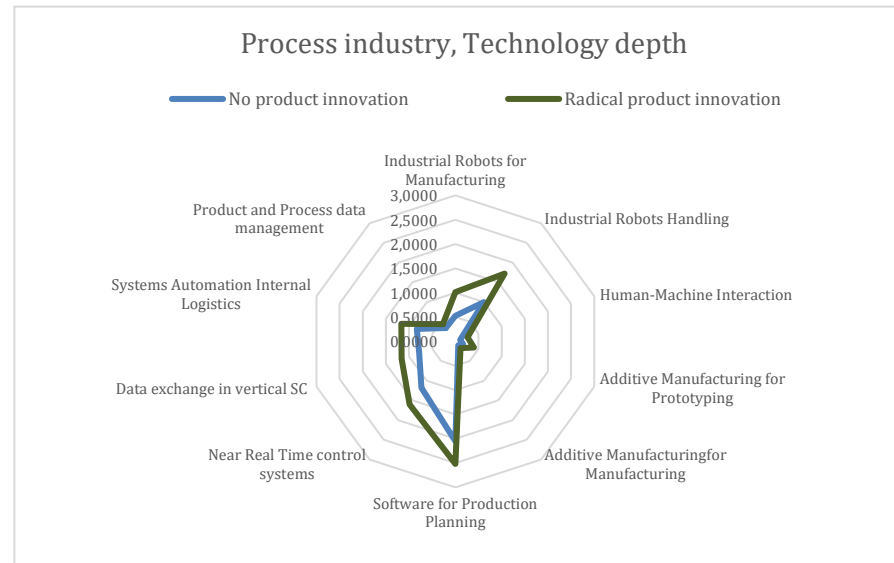 Process industry, Technology depth
No product innovation
Radical product innovation
Industrial Robots for
Manufacturing
3,0000
2,5000
2,0000
1,5000
1,0000
0,5000
0,0000
Industrial Robots Handling
Human-Machine Interaction
Additive Manufacturing for
Prototyping
Additive Manufacturingfor
Manufacturing
Software for Production
Planning
Near Real Time control
systems
Data exchange in vertical SC
Systems Automation Internal
Logistics
Product and Process data
management